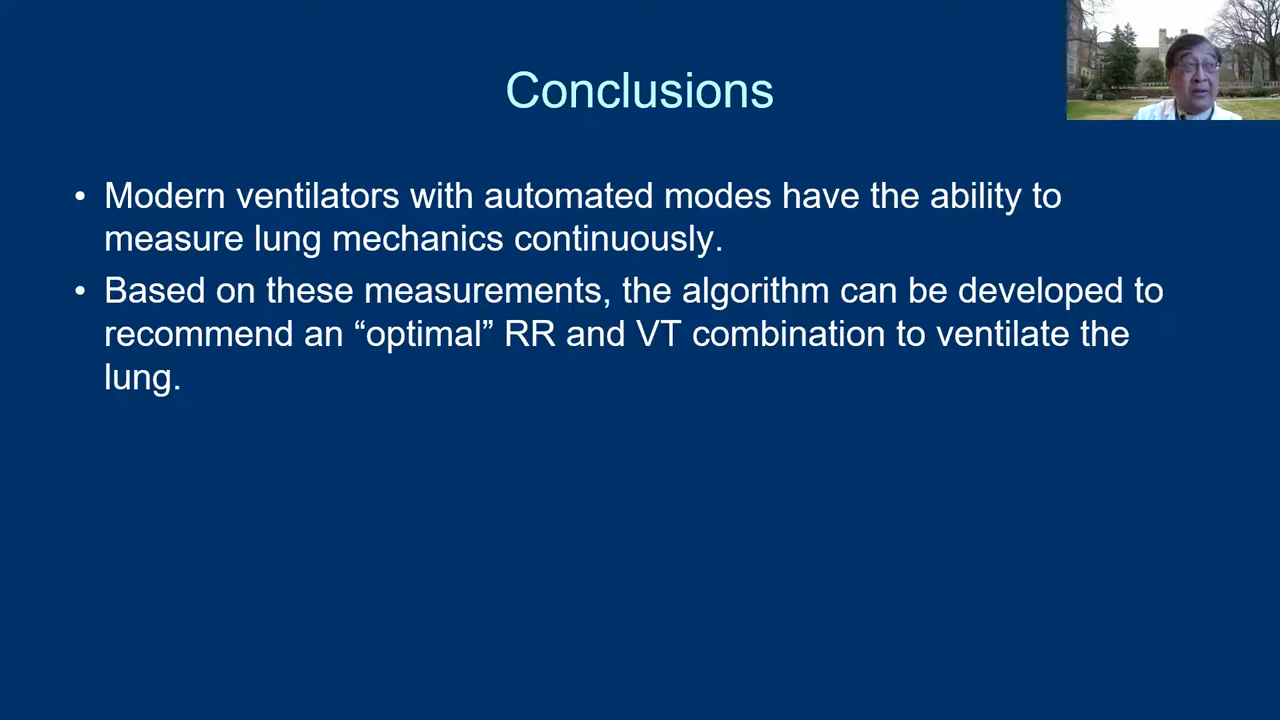 Conclusions
• Modern ventilators with automated modes have the ability to
measure lung mechanics continuously.
• Based on these measurements, the algorithm can be developed to
recommend an “optimal” RR and VT combination to ventilate the
lung.